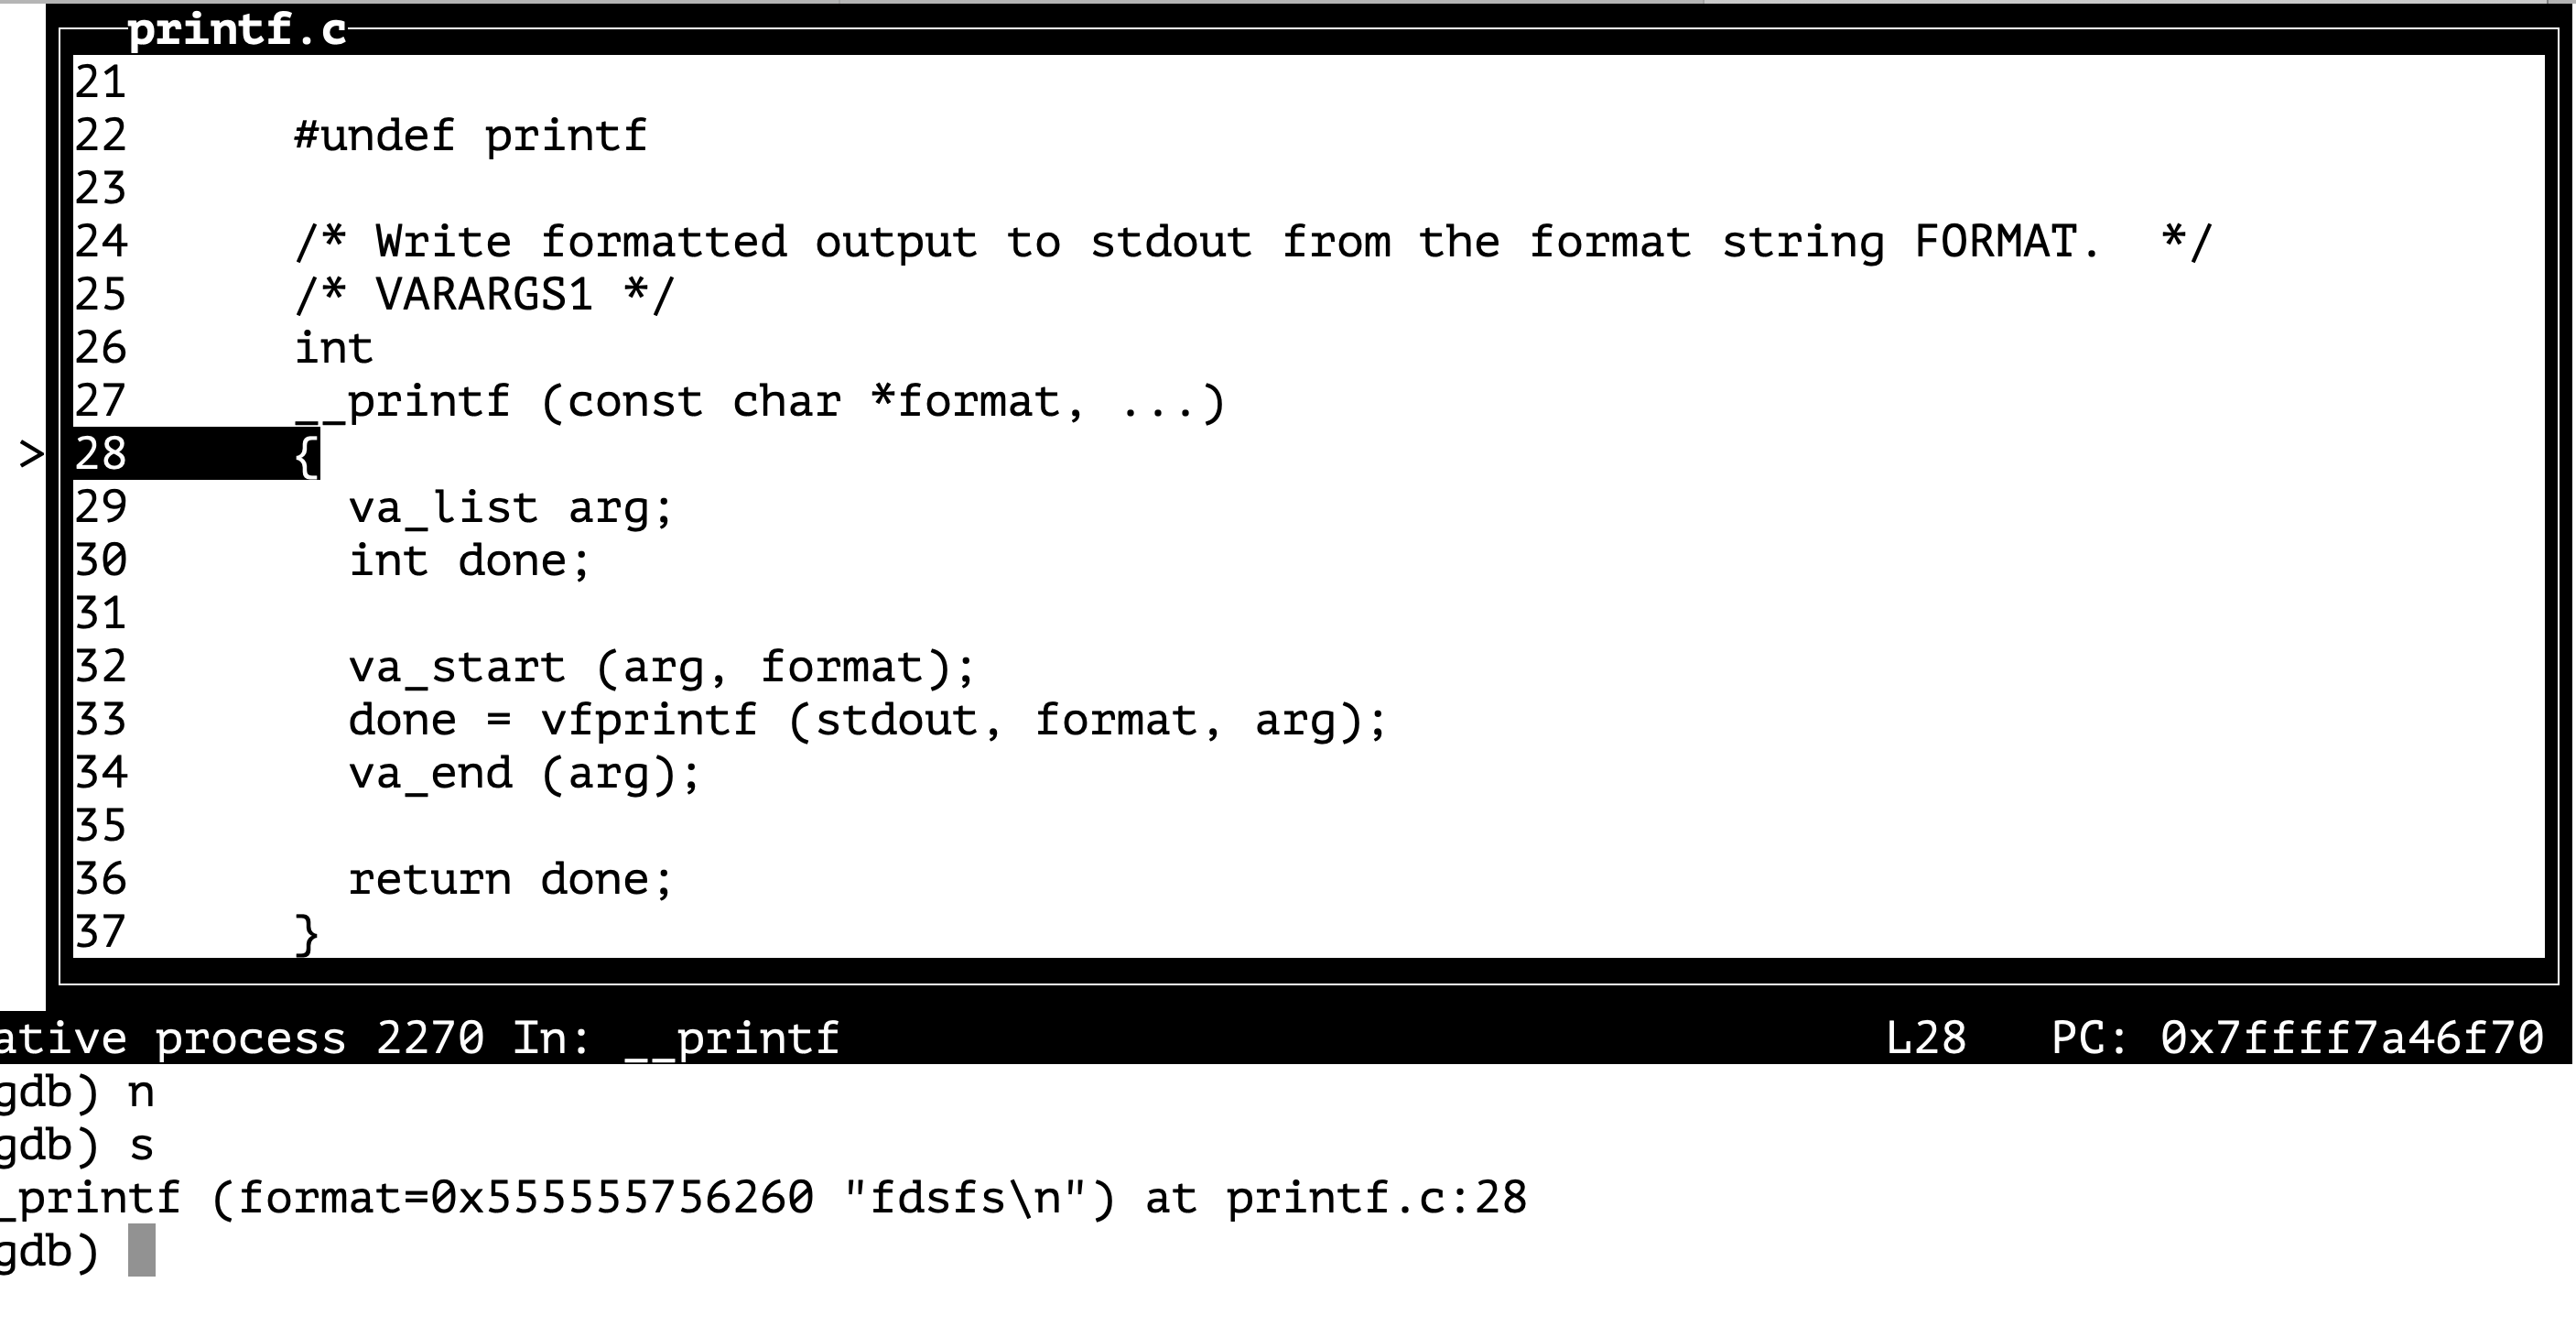 printf.c
21
22 #undef printf
23
24 /* Write formatted output to stdout from the format string FORMAT.  */
25 /* VARARGS1 */
26 int
27 __printf (const char *format, ...)
> 28 {
29   va_list arg;
30   int done;
31
32   va_start (arg, format);
33   done = vfprintf (stdout, format, arg);
34   va_end (arg);
35
36   return done;
37 }
ative process 2270 In: __printf L28 PC: 0x7ffff7a46f70
gdb) n
gdb) s
_printf (format=0x555555756260 "fdsfs\n") at printf.c:28
gdb)